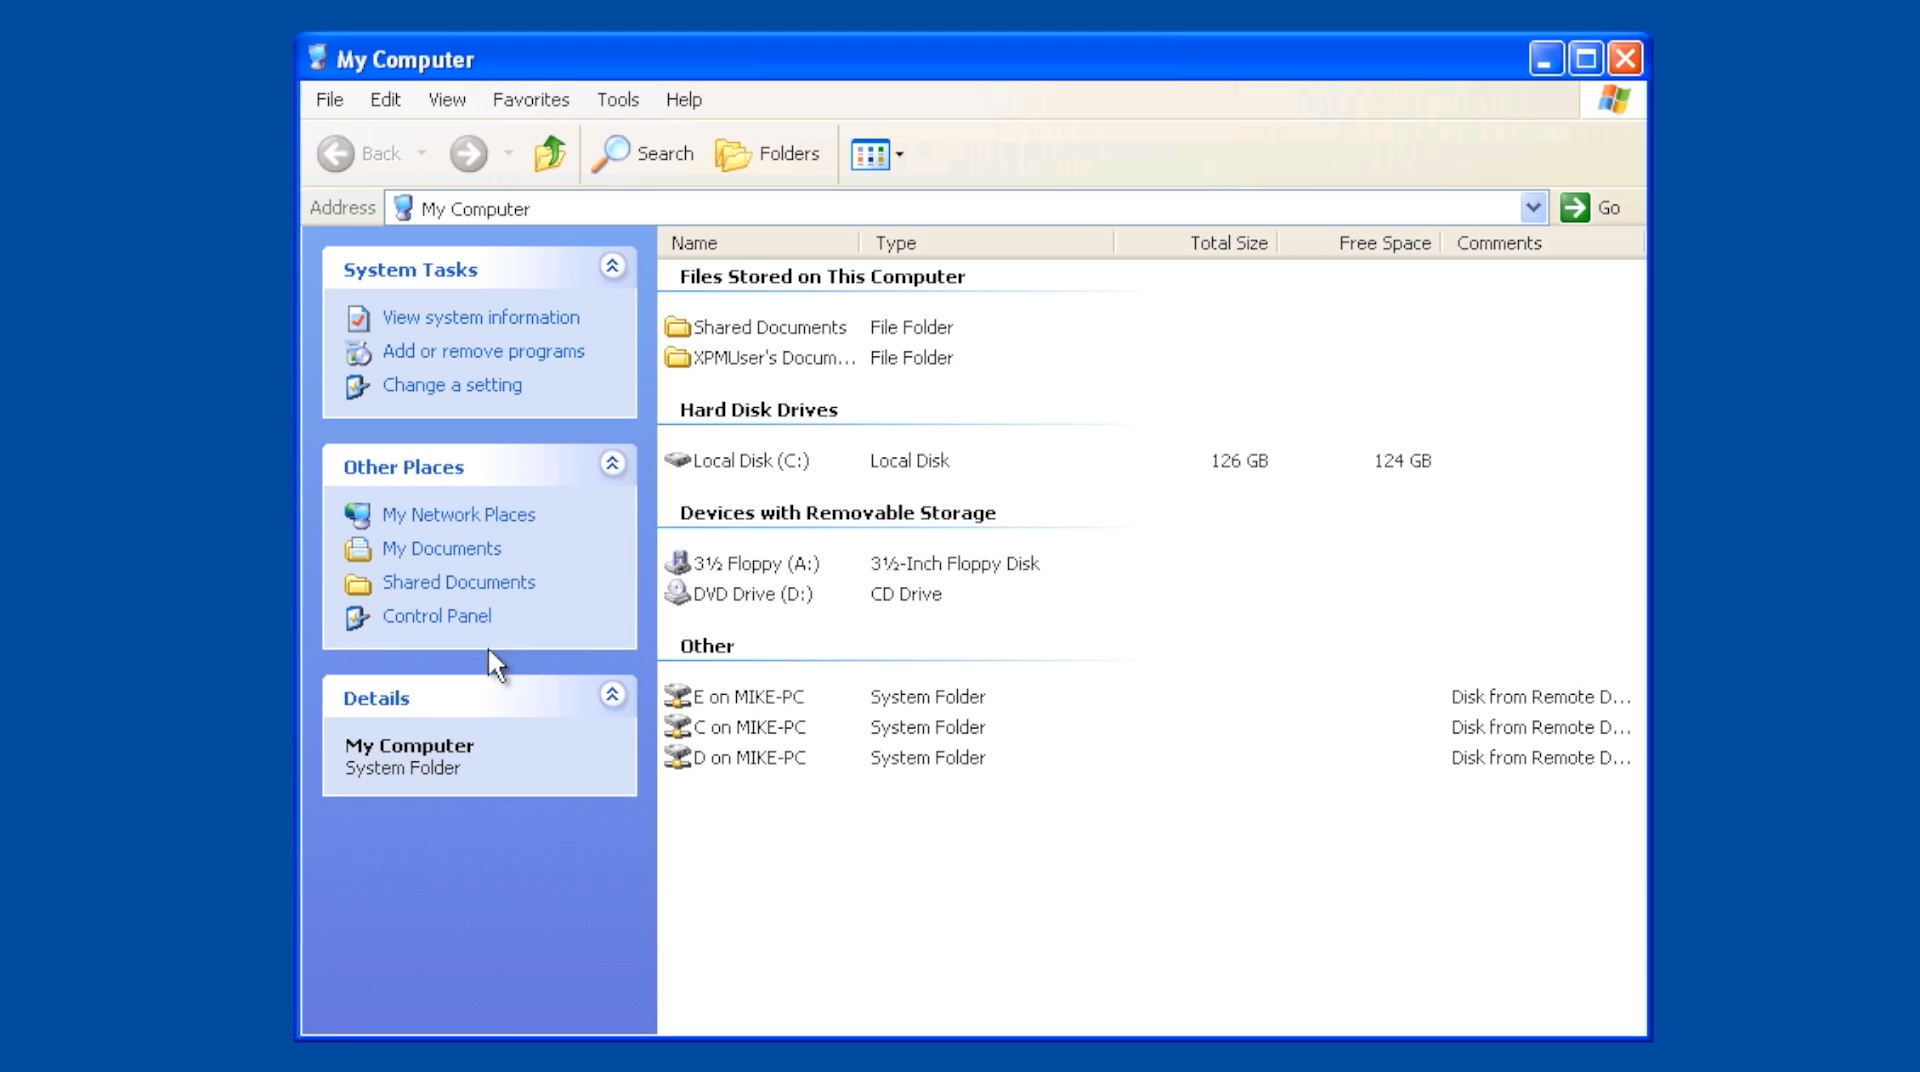 My Computer
File Edit View Favorites Tools Help
Back Search Folders
Address My Computer Go
System Tasks
View system information
Add or remove programs
Change a setting
Other Places
My Network Places
My Documents
Shared Documents
Control Panel
Details
My Computer
System Folder
Name Type Total Size Free Space Comments
Files Stored on This Computer
Shared Documents File Folder
XPMUser's Docum... File Folder
Hard Disk Drives
Local Disk (C:) Local Disk 126 GB 124 GB
Devices with Removable Storage
3½ Floppy (A:) 3½-Inch Floppy Disk
DVD Drive (D:) CD Drive
Other
E on MIKE-PC System Folder Disk from Remote D...
C on MIKE-PC System Folder Disk from Remote D...
D on MIKE-PC System Folder Disk from Remote D...